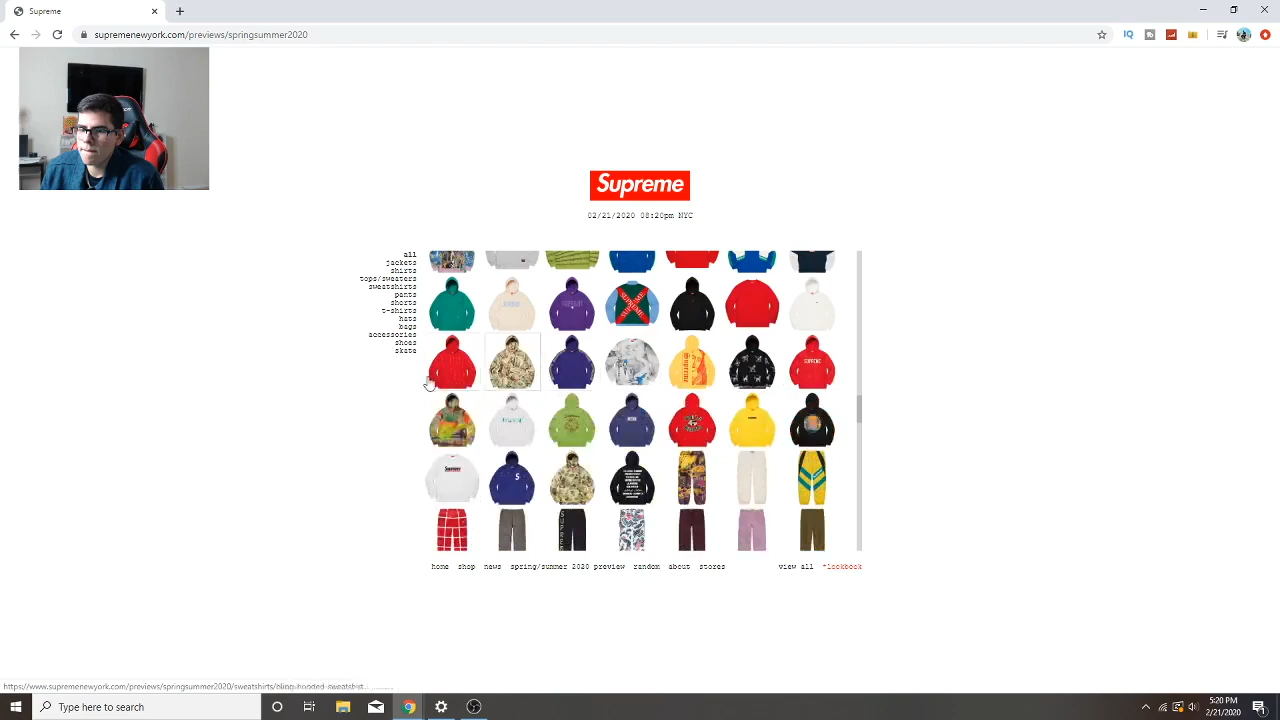 Supreme
supremenewyork.com/previews/springsummer2020
Supreme
02/21/2020 08:20pm NYC
all
jackets
shirts
tops/sweaters
sweatshirts
pants
shorts
t-shirts
hats
bags
accessories
shoes
skate
home shop news spring/summer 2020 preview random about stores view all *lookbook
https://www.supremenewyork.com/previews/springsummer2020/sweatshirts/bling-hooded-sweatshirt...
Type here to search
5:20 PM
2/21/2020